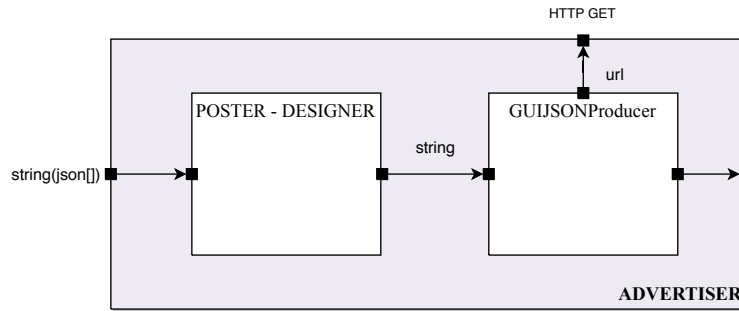 HTTP GET
url
POSTER - DESIGNER
GUIJSONProducer
string
string(json[])
ADVERTISER